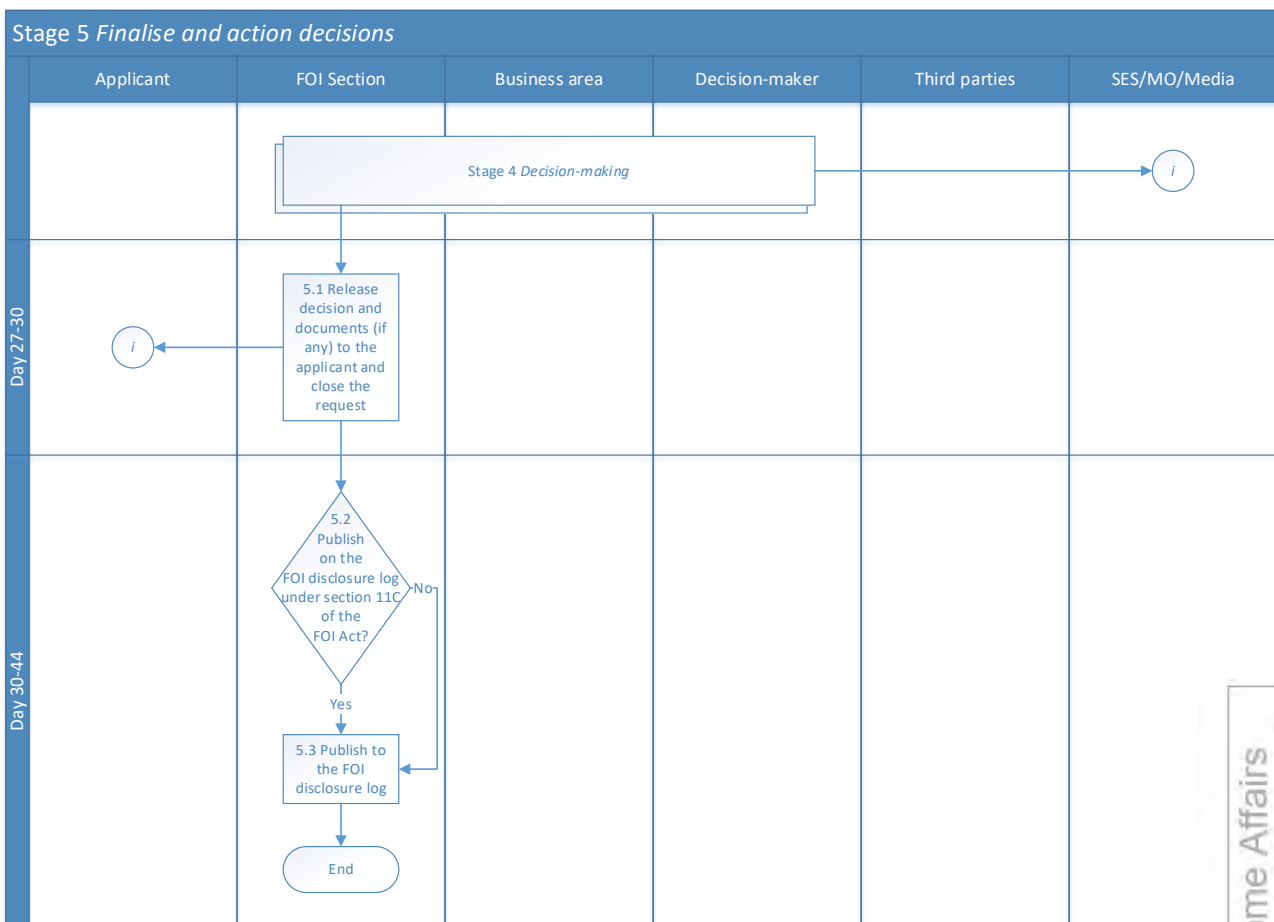 Stage 5 Finalise and action decisions
Applicant
FOI Section
Business area
Decision-maker
Third parties
SES/MO/Media
Stage 4 Decision-making
i
Day 27-30
5.1 Release
decision and
documents (if
any) to the
applicant and
close the
request
i
Day 30-44
5.2
Publish
on the
FOI disclosure log
under section 11C
of the
FOI Act?
No
Yes
5.3 Publish to
the FOI
disclosure log
End
me Affairs